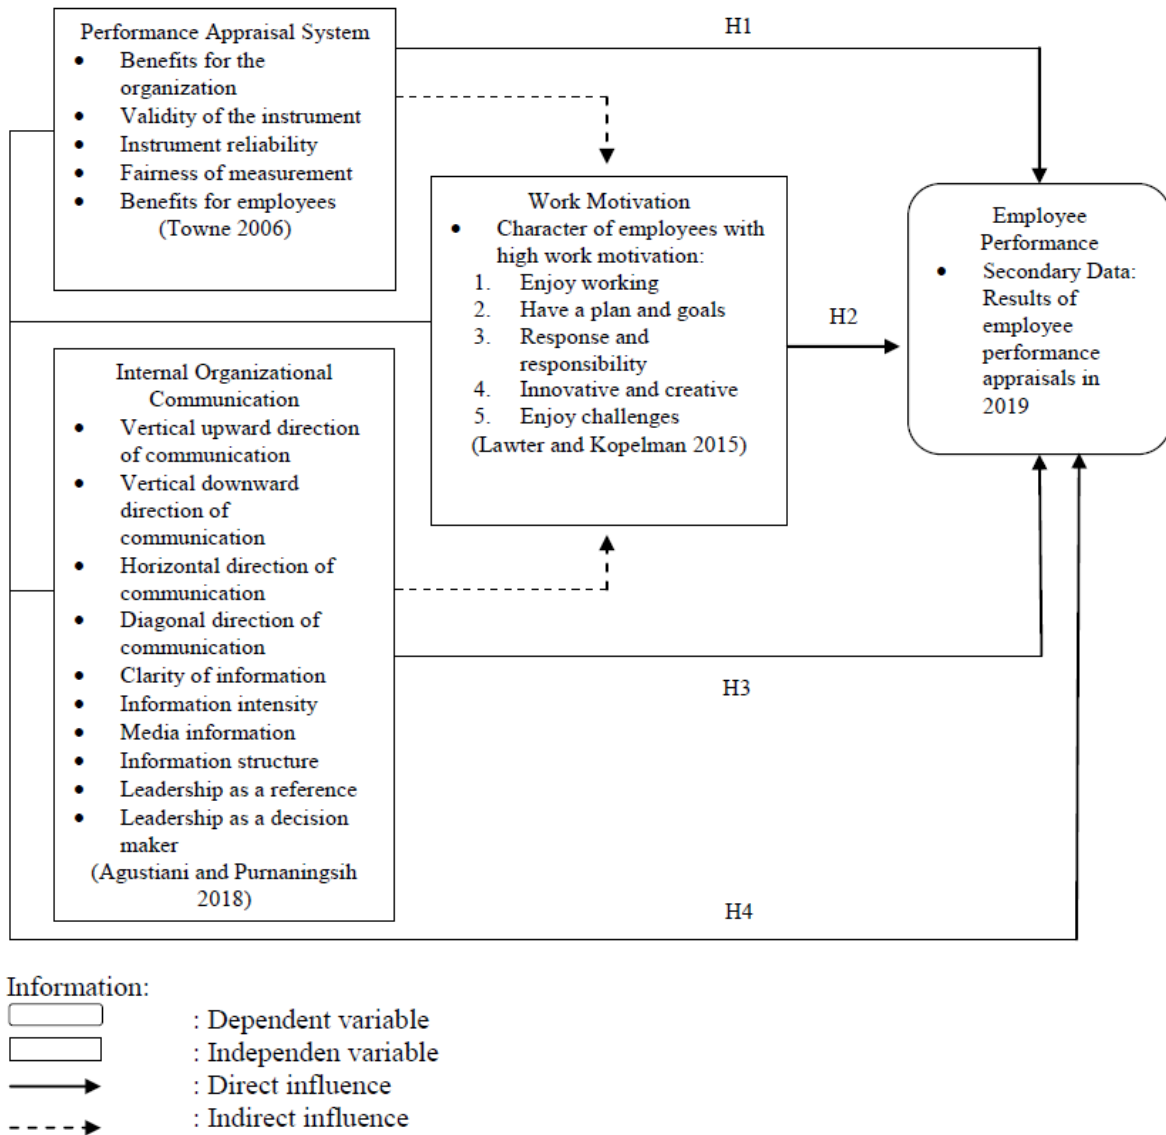 H1
Performance Appraisal System
• Benefits for the
organization
• Validity of the instrument
• Instrument reliability
• Fairness of measurement
• Benefits for employees
(Towne 2006)
Work Motivation
• Character of employees with
high work motivation:
1. Enjoy working
2. Have a plan and goals
3. Response and
responsibility
4. Innovative and creative
5. Enjoy challenges
(Lawter and Kopelman 2015)
H2
Employee
Performance
• Secondary Data:
Results of
employee
performance
appraisals in
2019
Internal Organizational
Communication
• Vertical upward direction
of communication
• Vertical downward
direction of
communication
• Horizontal direction of
communication
• Diagonal direction of
communication
• Clarity of information
• Information intensity
• Media information
• Information structure
• Leadership as a reference
• Leadership as a decision
maker
(Agustiani and Purnaningsih
2018)
H3
H4
Information:
: Dependent variable
: Independen variable
: Direct influence
: Indirect influence